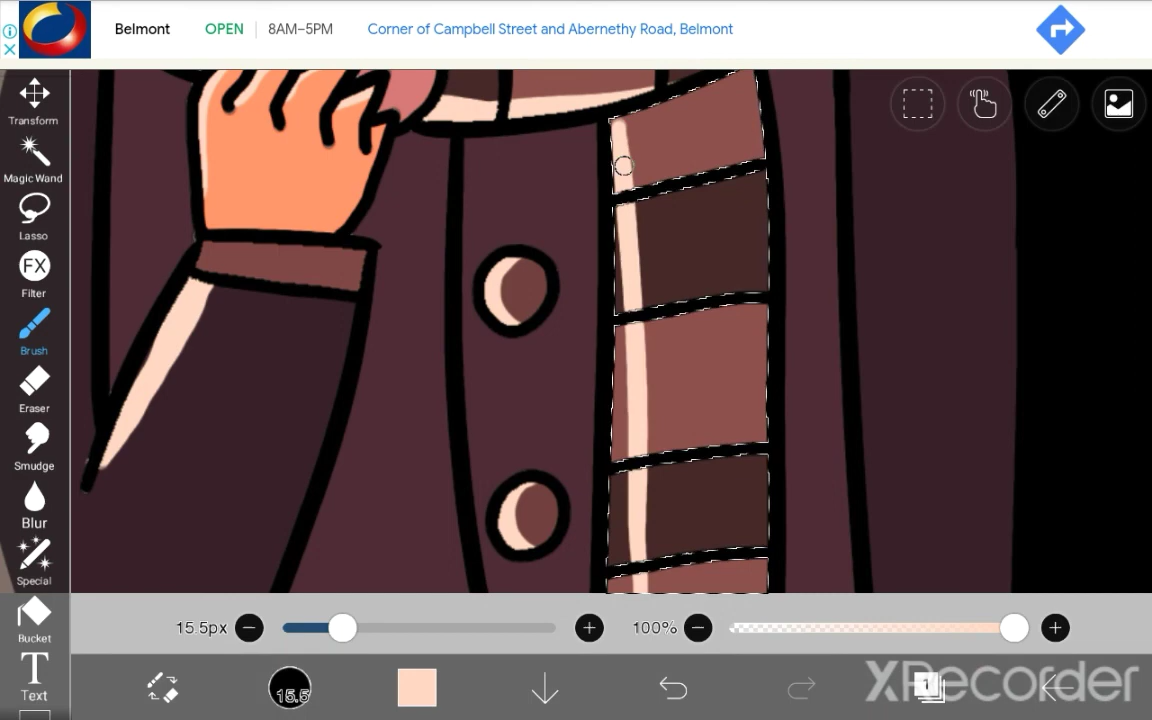 Belmont OPEN 8AM–5PM Corner of Campbell Street and Abernethy Road, Belmont
Transform
Magic Wand
Lasso
FX
Filter
Brush
Eraser
Smudge
Blur
Special
Bucket
T
Text
15.5px 100%
15.5
1
XRecorder